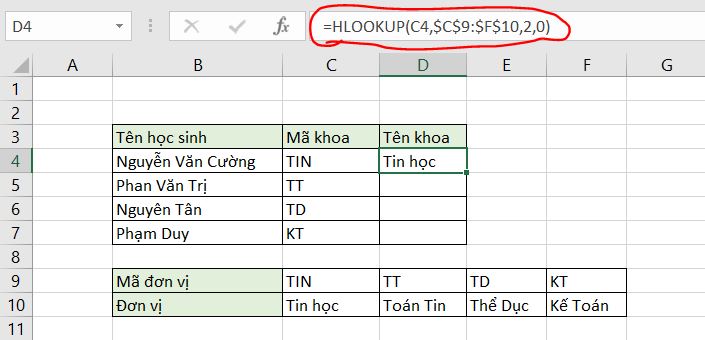 D4 fx =HLOOKUP(C4,$C$9:$F$10,2,0)
A B C D E F G
1
2
3 Tên học sinh Mã khoa Tên khoa
4 Nguyễn Văn Cường TIN Tin học
5 Phan Văn Trị TT
6 Nguyên Tân TD
7 Phạm Duy KT
8
9 Mã đơn vị TIN TT TD KT
10 Đơn vị Tin học Toán Tin Thể Dục Kế Toán
11